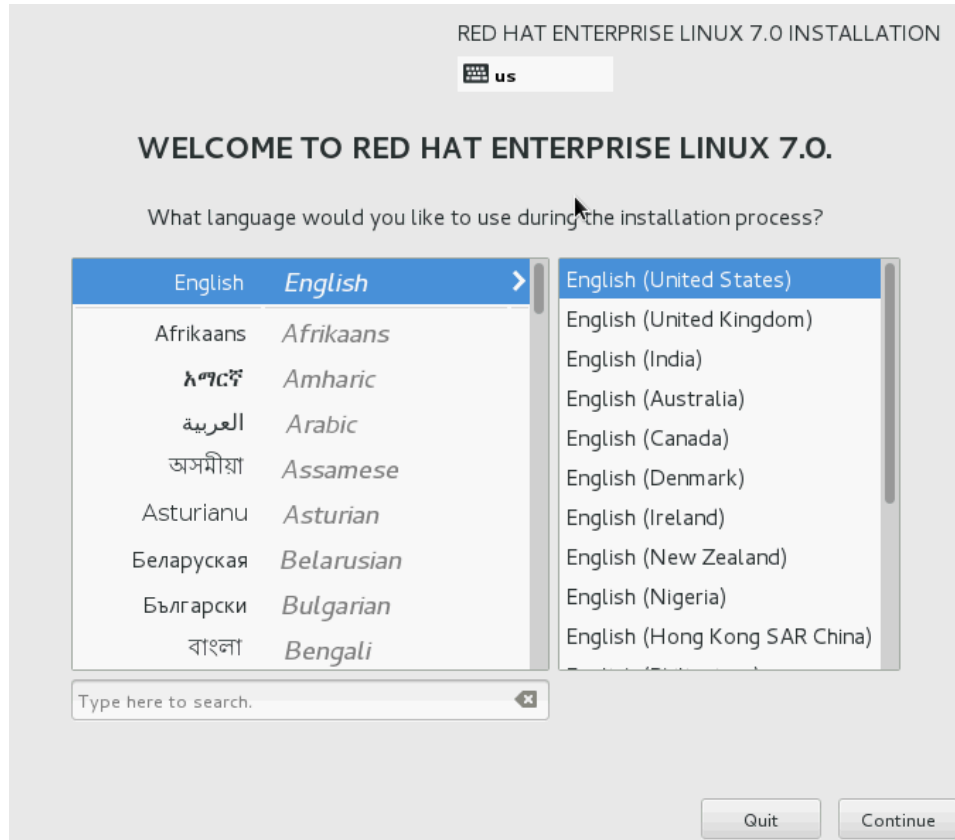 RED HAT ENTERPRISE LINUX 7.0 INSTALLATION
us
WELCOME TO RED HAT ENTERPRISE LINUX 7.0.
What language would you like to use during the installation process?
English English
Afrikaans Afrikaans
አማርኛ Amharic
العربية Arabic
অসমীয়া Assamese
Asturianu Asturian
Беларуская Belarusian
Български Bulgarian
বাংলা Bengali
Type here to search.
English (United States)
English (United Kingdom)
English (India)
English (Australia)
English (Canada)
English (Denmark)
English (Ireland)
English (New Zealand)
English (Nigeria)
English (Hong Kong SAR China)
Quit
Continue